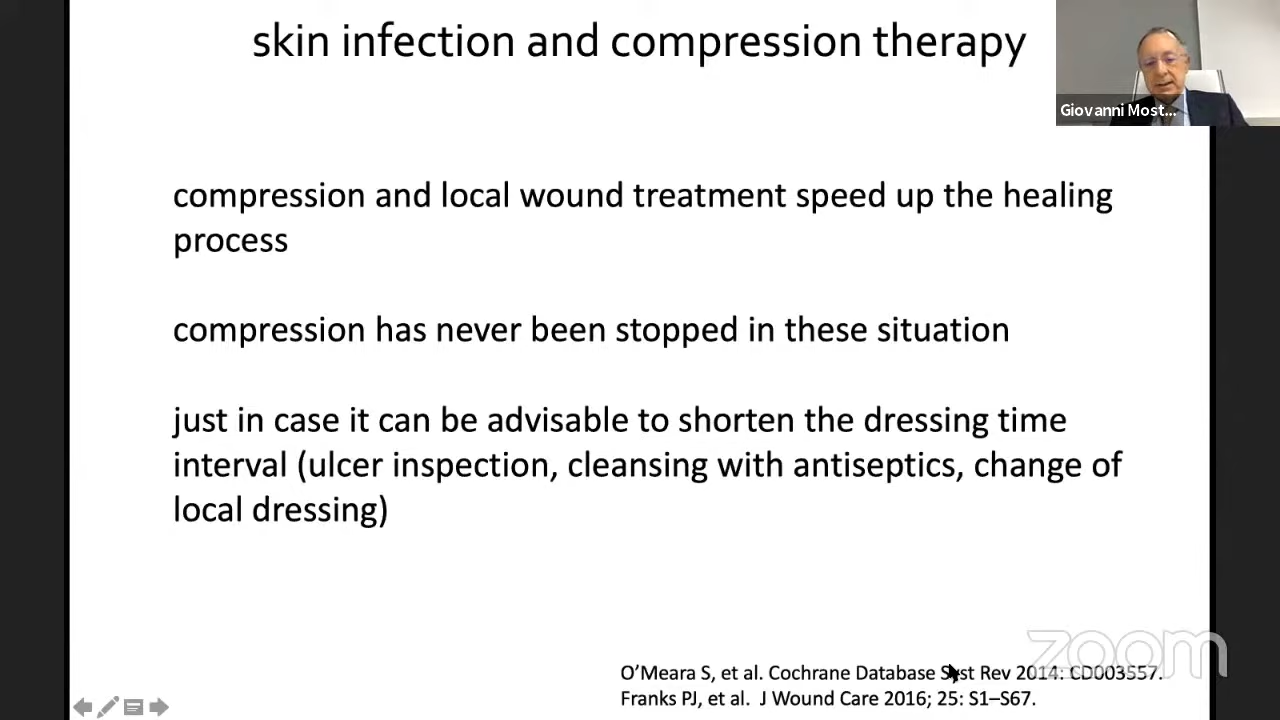 skin infection and compression therapy
Giovanni Most...
compression and local wound treatment speed up the healing
process
compression has never been stopped in these situation
just in case it can be advisable to shorten the dressing time
interval (ulcer inspection, cleansing with antiseptics, change of
local dressing)
zoom
O'Meara S, et al. Cochrane Database Syst Rev 2014: CD003557.
Franks PJ, et al. J Wound Care 2016; 25: S1–S67.